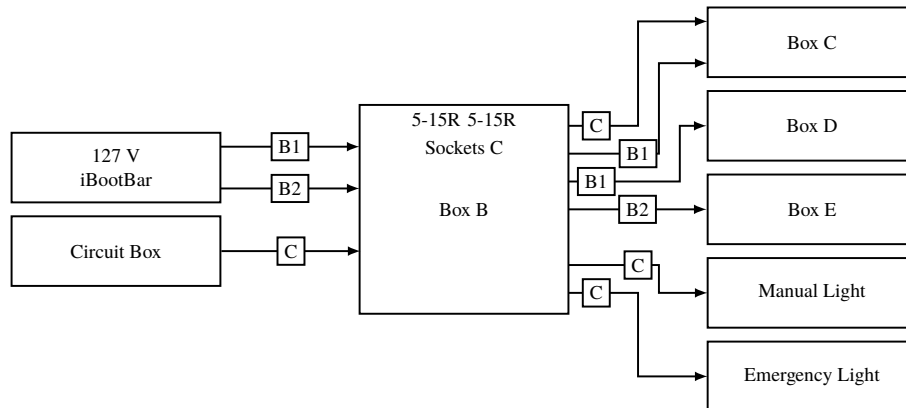 127 V
iBootBar
Circuit Box
B1
B2
C
5-15R 5-15R
Sockets C
Box B
C
B1
B1
B2
C
C
Box C
Box D
Box E
Manual Light
Emergency Light